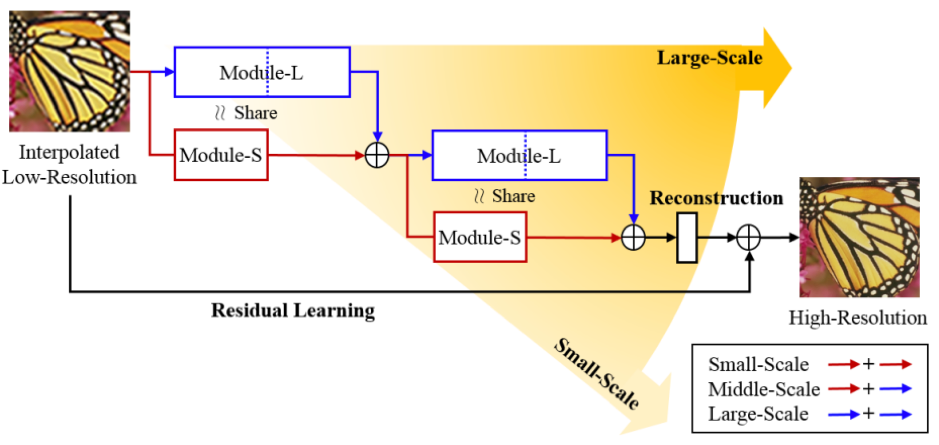 Large-Scale
Module-L
≀≀ Share
Module-S
Interpolated
Low-Resolution
Module-L
≀≀ Share
Module-S
Reconstruction
Residual Learning
High-Resolution
Small-Scale
Small-Scale +
Middle-Scale +
Large-Scale +